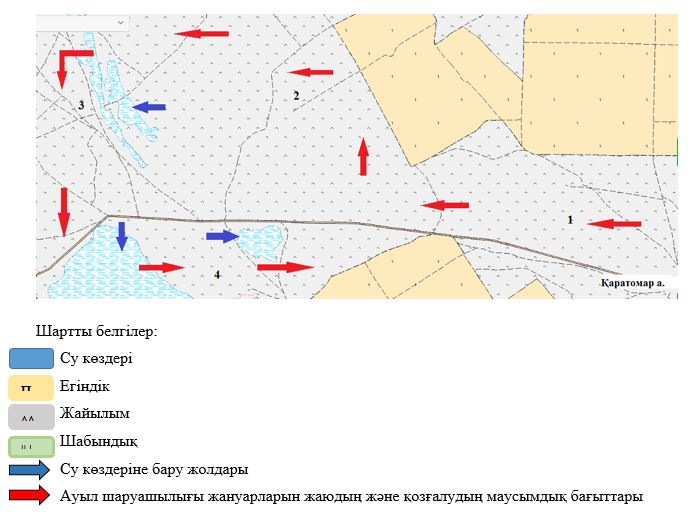 2
3
1
4
Қаратомар а.
Шартты белгілер:
Су көздері
Егіндік
Жайылым
Шабындық
Су көздеріне бару жолдары
Ауыл шаруашылығы жануарларын жаюдың және қозғалудың маусымдық бағыттары